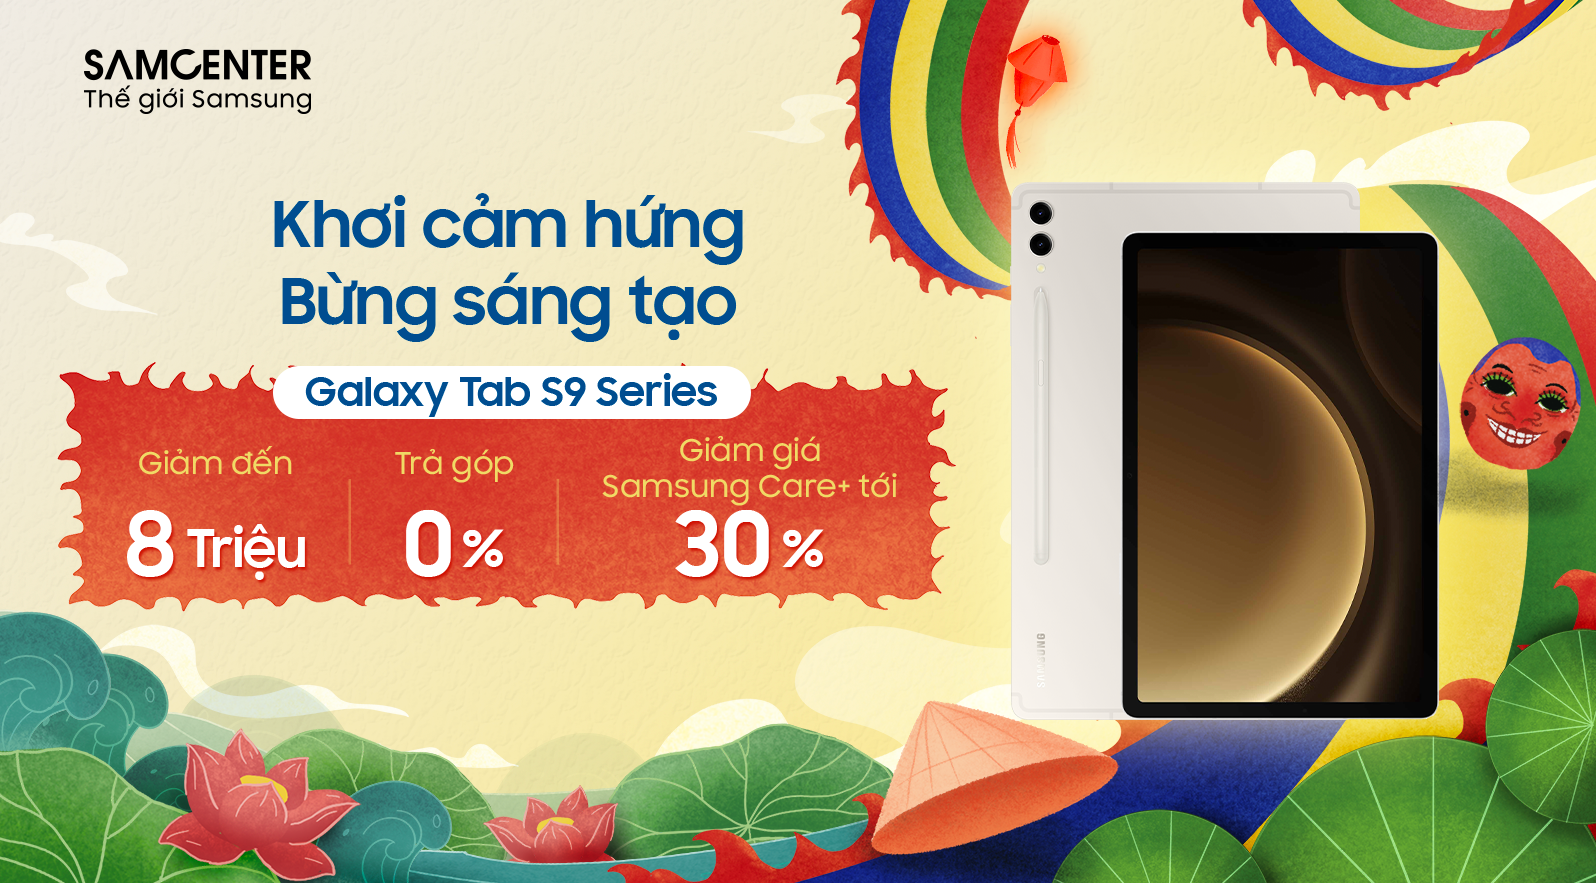 SAMCENTER
Thế giới Samsung
Khơi cảm hứng
Bừng sáng tạo
Galaxy Tab S9 Series
Giảm đến
8 Triệu
Trả góp
0%
Giảm giá
Samsung Care+ tới
30%
SAMSUNG